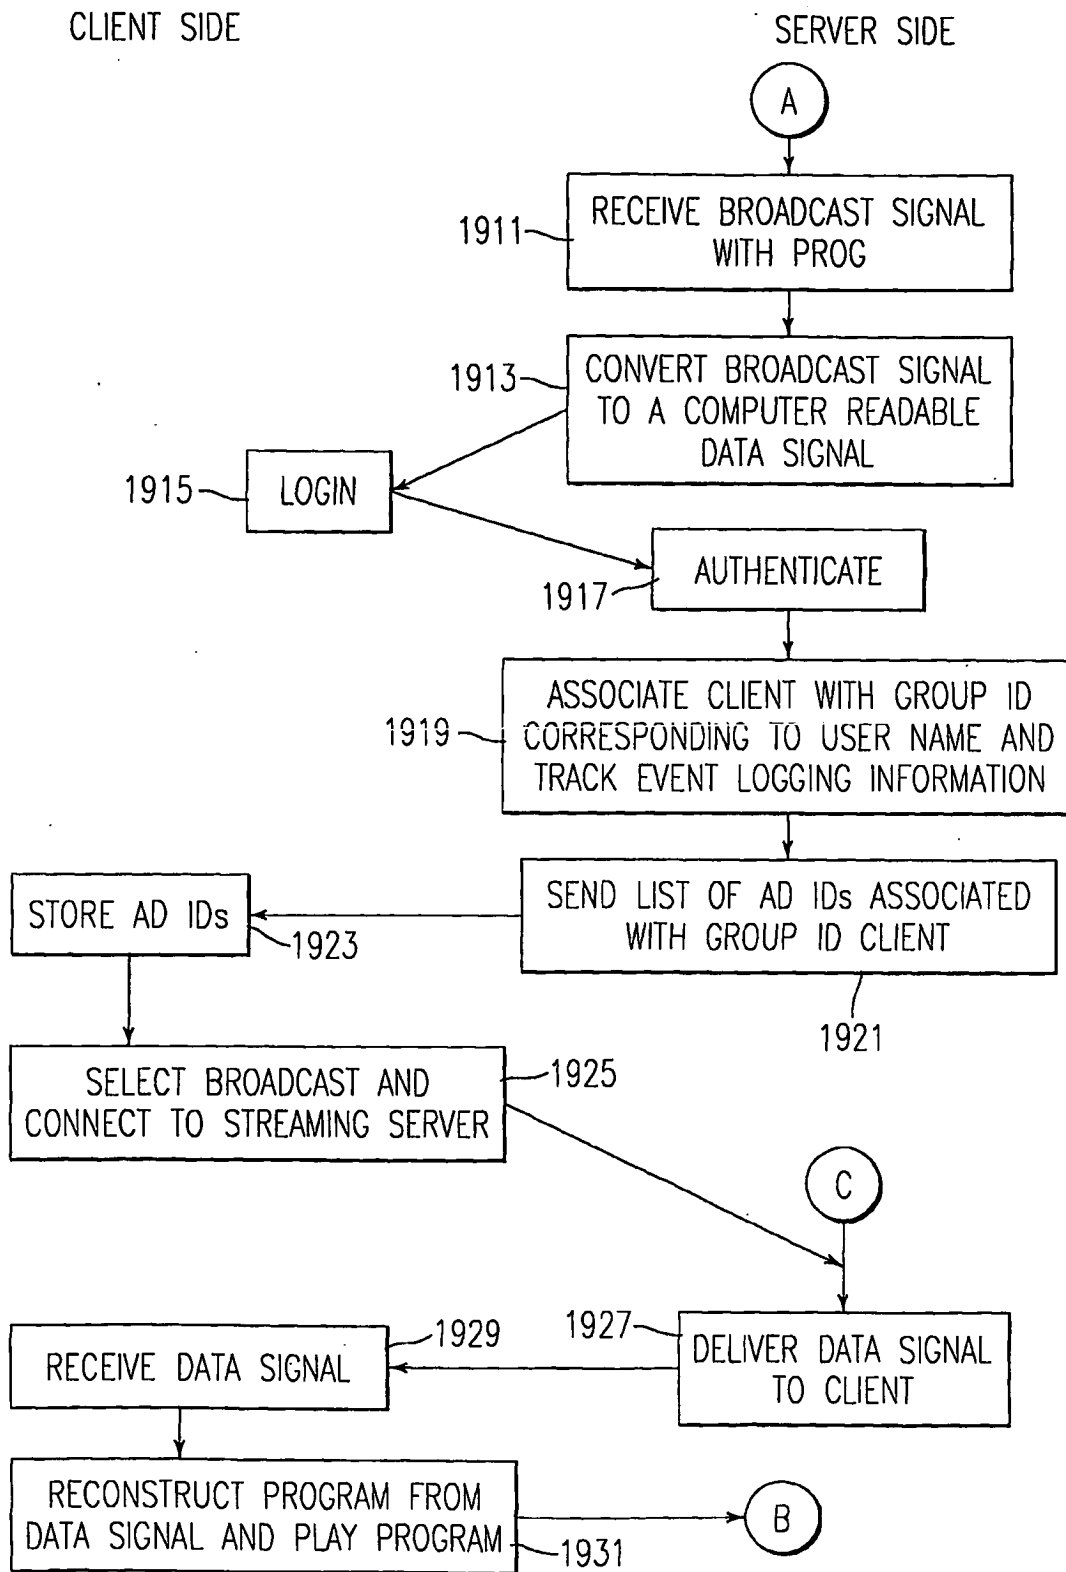 CLIENT SIDE
SERVER SIDE
A
1911
RECEIVE BROADCAST SIGNAL
WITH PROG
1913
CONVERT BROADCAST SIGNAL
TO A COMPUTER READABLE
DATA SIGNAL
1915
LOGIN
1917
AUTHENTICATE
1919
ASSOCIATE CLIENT WITH GROUP ID
CORRESPONDING TO USER NAME AND
TRACK EVENT LOGGING INFORMATION
SEND LIST OF AD IDs ASSOCIATED
WITH GROUP ID CLIENT
1921
STORE AD IDs
1923
SELECT BROADCAST AND
CONNECT TO STREAMING SERVER
1925
C
1927
DELIVER DATA SIGNAL
TO CLIENT
1929
RECEIVE DATA SIGNAL
RECONSTRUCT PROGRAM FROM
DATA SIGNAL AND PLAY PROGRAM
1931
B